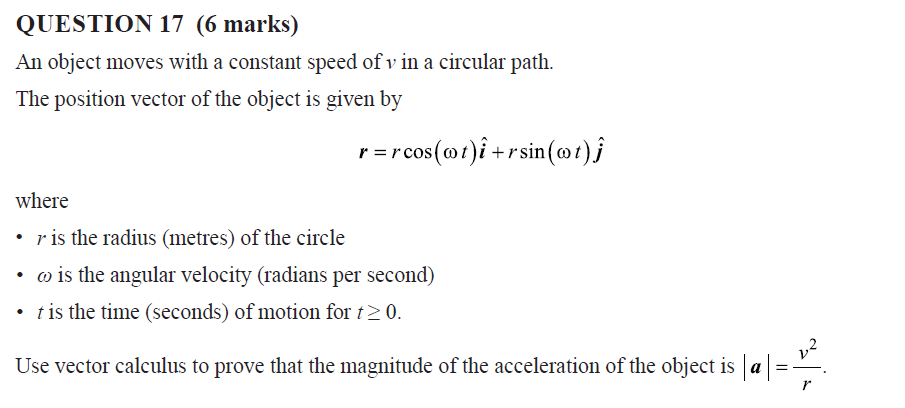 QUESTION 17 (6 marks)
An object moves with a constant speed of v in a circular path.
The position vector of the object is given by
r = r cos(ω t) î + r sin(ω t) ĵ
where
• r is the radius (metres) of the circle
• ω is the angular velocity (radians per second)
• t is the time (seconds) of motion for t ≥ 0.
Use vector calculus to prove that the magnitude of the acceleration of the object is |a| = v²/r.